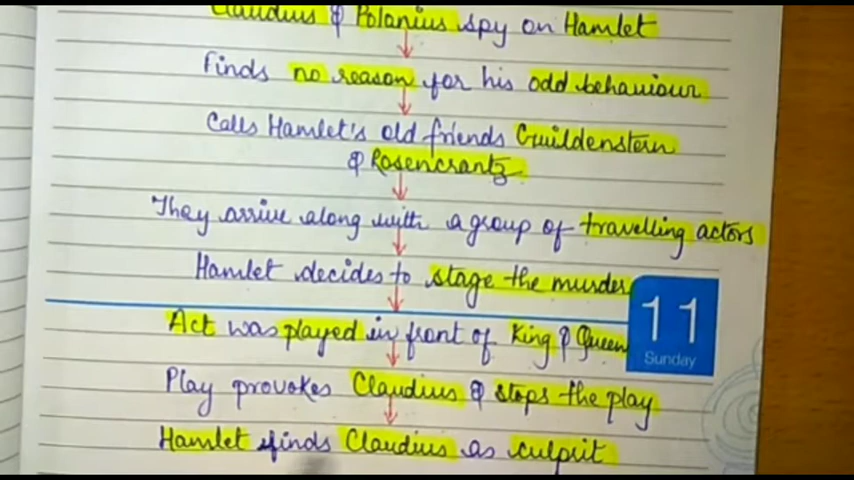 Claudius & Polanius spy on Hamlet
Finds no reason for his odd behaviour
Calls Hamlet's old friends Guildenstern
& Rosencrantz
They arrive along with a group of travelling actors
Hamlet decides to stage the murder
11
Sunday
Act was played in front of King & Queen
Play provokes Claudius & stops the play
Hamlet finds Claudius as culprit